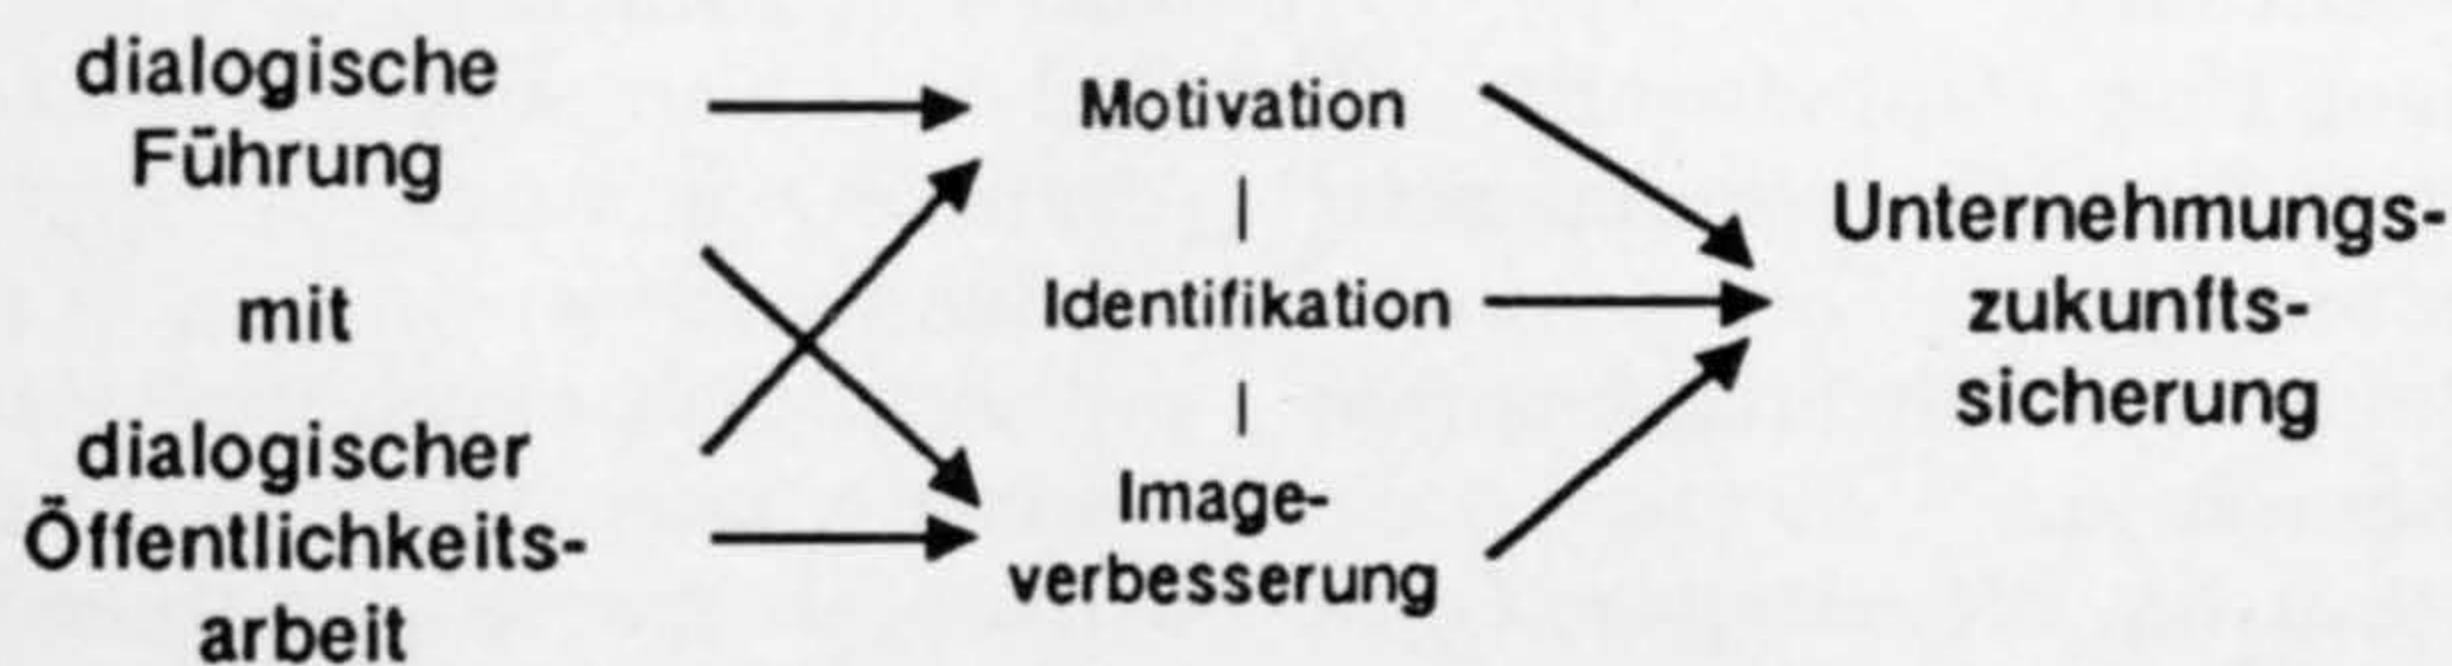 dialogische
Führung
mit
dialogischer
Öffentlichkeits-
arbeit
Motivation
Identifikation
Image-
verbesserung
Unternehmungs-
zukunfts-
sicherung